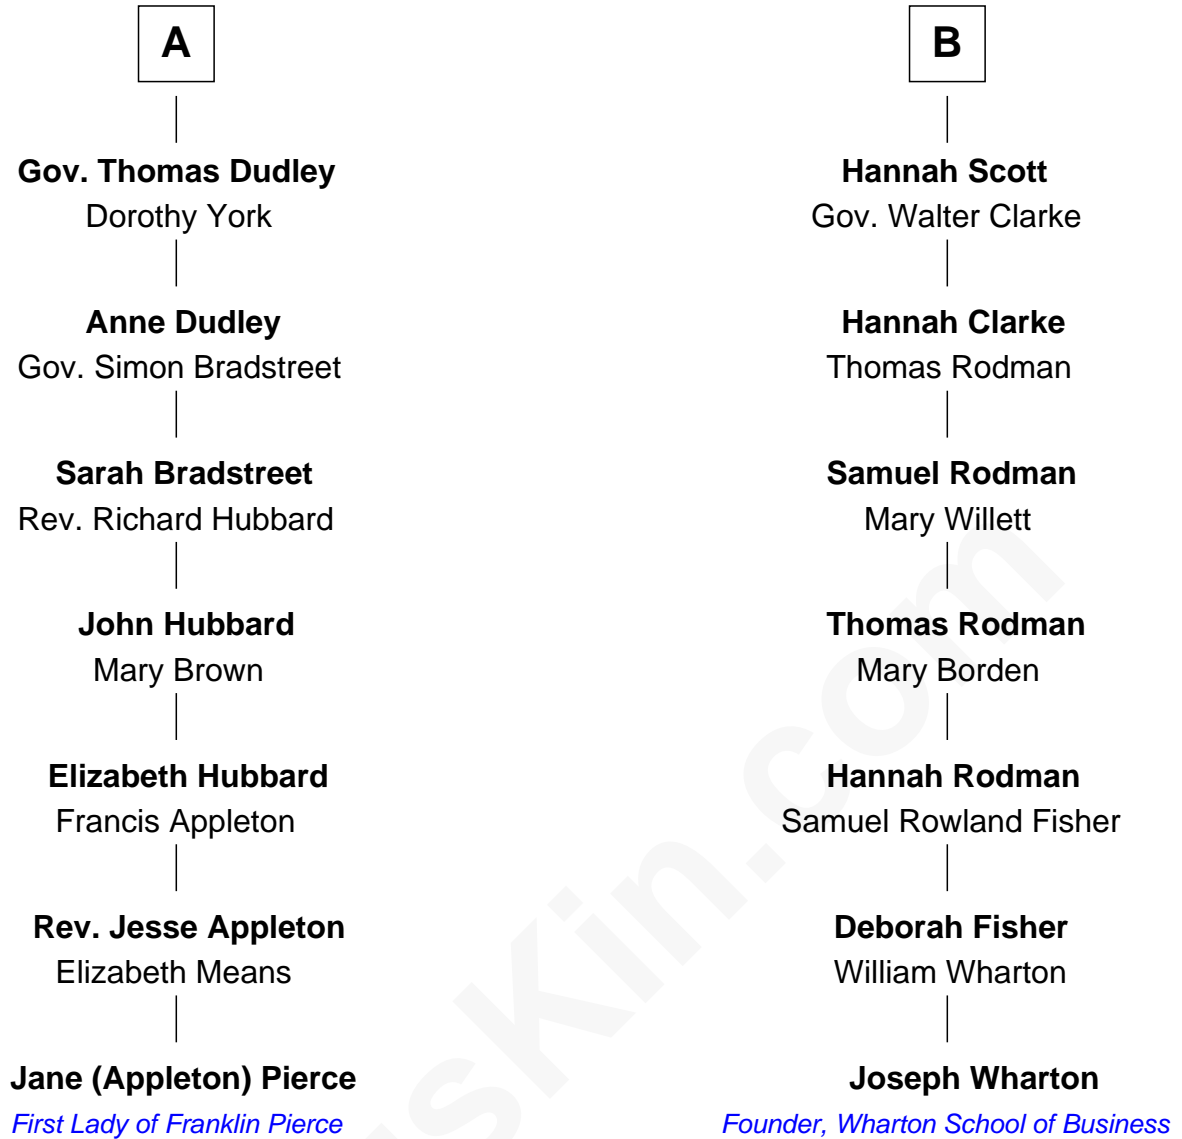 A
Gov. Thomas Dudley
Dorothy York
Anne Dudley
Gov. Simon Bradstreet
Sarah Bradstreet
Rev. Richard Hubbard
John Hubbard
Mary Brown
Elizabeth Hubbard
Francis Appleton
Rev. Jesse Appleton
Elizabeth Means
Jane (Appleton) Pierce
First Lady of Franklin Pierce
B
Hannah Scott
Gov. Walter Clarke
Hannah Clarke
Thomas Rodman
Samuel Rodman
Mary Willett
Thomas Rodman
Mary Borden
Hannah Rodman
Samuel Rowland Fisher
Deborah Fisher
William Wharton
Joseph Wharton
Founder, Wharton School of Business
sKin.com